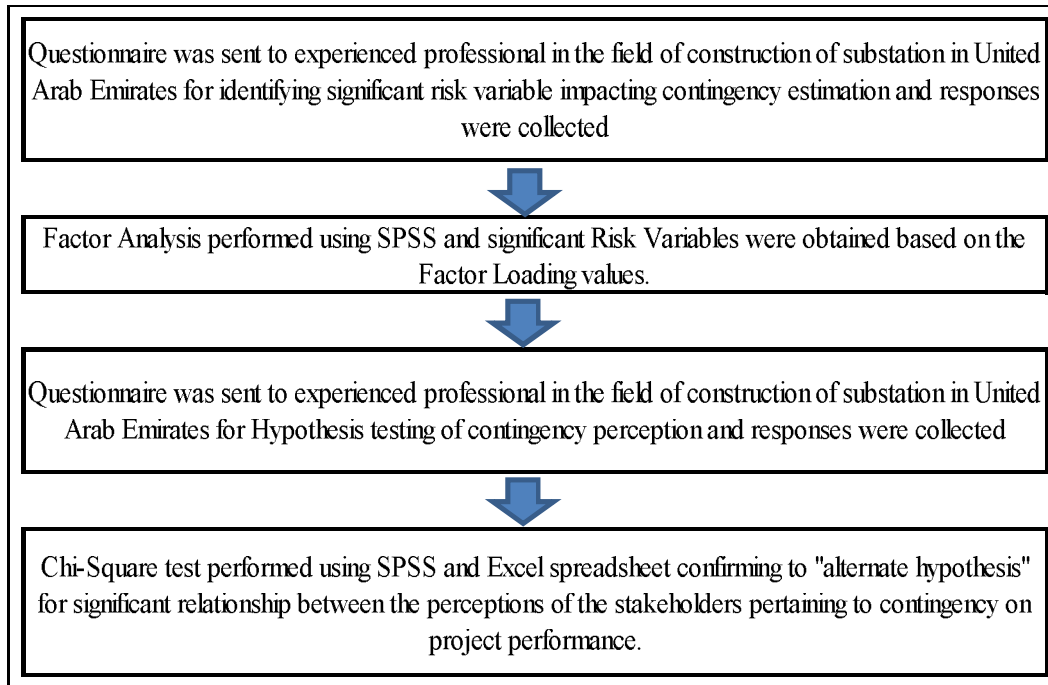 Questionnaire was sent to experienced professional in the field of construction of substation in United
Arab Emirates for identifying significant risk variable impacting contingency estimation and responses
were collected
Factor Analysis performed using SPSS and significant Risk Variables were obtained based on the
Factor Loading values.
Questionnaire was sent to experienced professional in the field of construction of substation in United
Arab Emirates for Hypothesis testing of contingency perception and responses were collected
Chi-Square test performed using SPSS and Excel spreadsheet confirming to "alternate hypothesis"
for significant relationship between the perceptions of the stakeholders pertaining to contingency on
project performance.